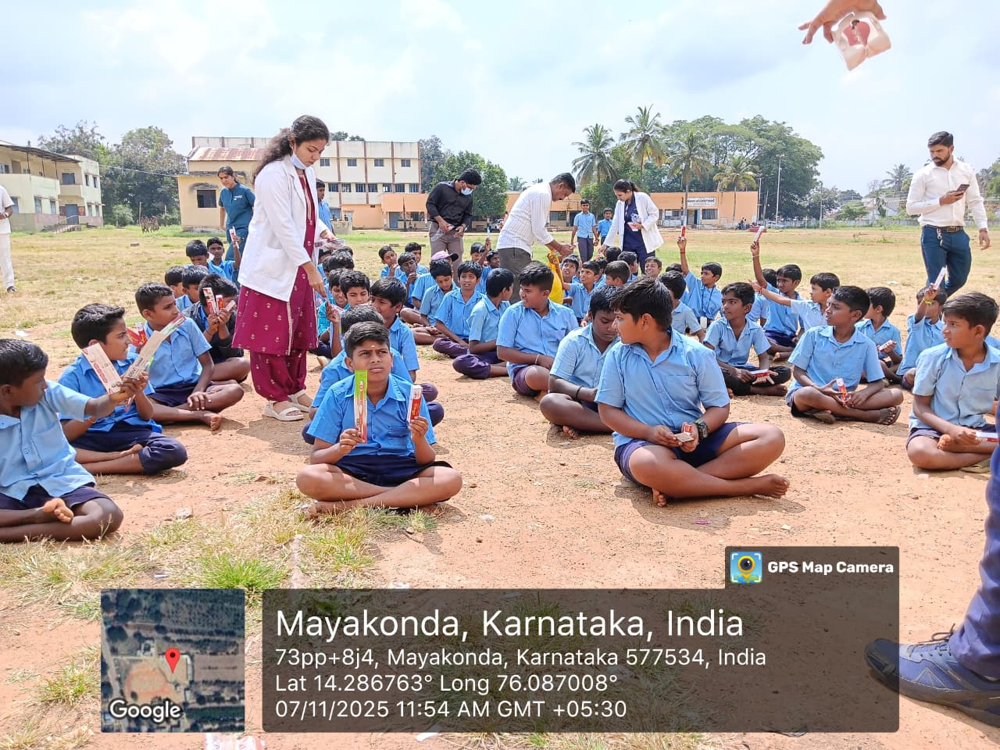 GPS Map Camera
Mayakonda, Karnataka, India
73pp+8j4, Mayakonda, Karnataka 577534, India
Lat 14.286763° Long 76.087008°
07/11/2025 11:54 AM GMT +05:30
Google